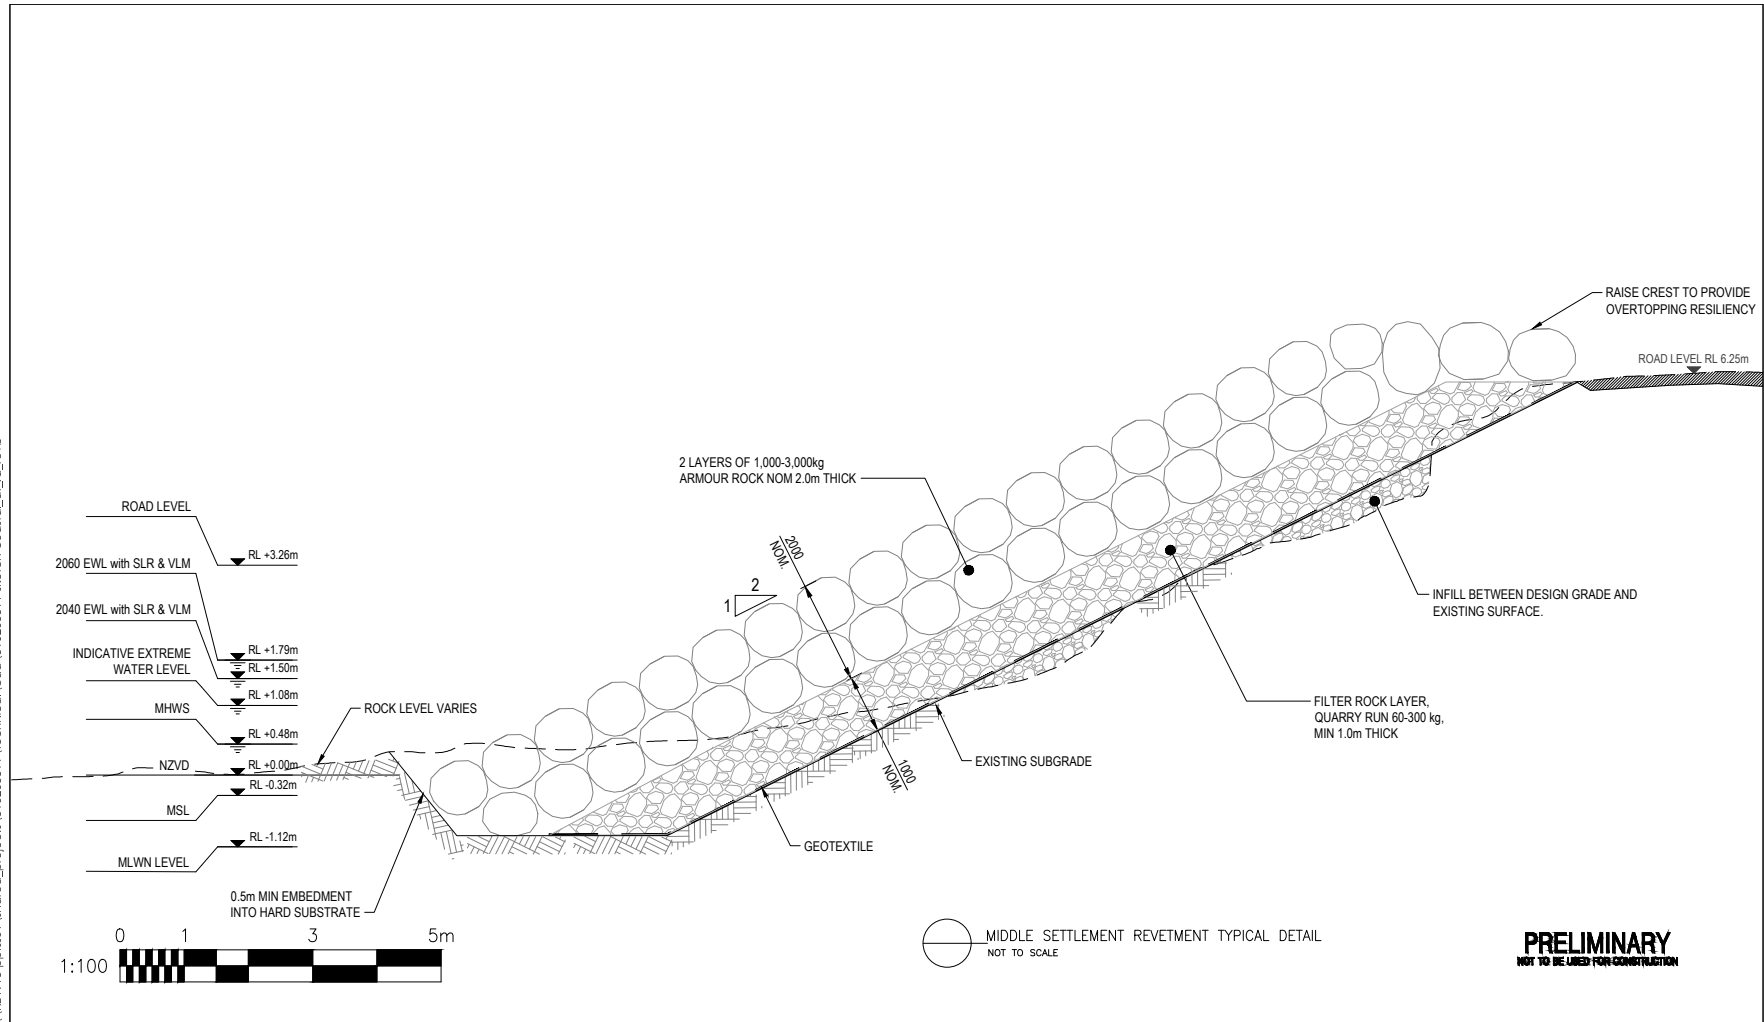 RAISE CREST TO PROVIDE
OVERTOPPING RESILIENCY
ROAD LEVEL RL 6.25m
2 LAYERS OF 1,000-3,000kg
ARMOUR ROCK NOM 2.0m THICK
2000
NOM.
2
1
1000
NOM.
ROAD LEVEL
RL +3.26m
2060 EWL with SLR & VLM
RL +1.79m
2040 EWL with SLR & VLM
RL +1.50m
INDICATIVE EXTREME
WATER LEVEL
RL +1.08m
MHWS
RL +0.48m
NZVD
RL +0.00m
MSL
RL -0.32m
MLWN LEVEL
RL -1.12m
ROCK LEVEL VARIES
INFILL BETWEEN DESIGN GRADE AND
EXISTING SURFACE.
FILTER ROCK LAYER,
QUARRY RUN 60-300 kg,
MIN 1.0m THICK
EXISTING SUBGRADE
GEOTEXTILE
0.5m MIN EMBEDMENT
INTO HARD SUBSTRATE
0 1 3 5m
1:100
MIDDLE SETTLEMENT REVETMENT TYPICAL DETAIL
NOT TO SCALE
PRELIMINARY
NOT TO BE USED FOR CONSTRUCTION